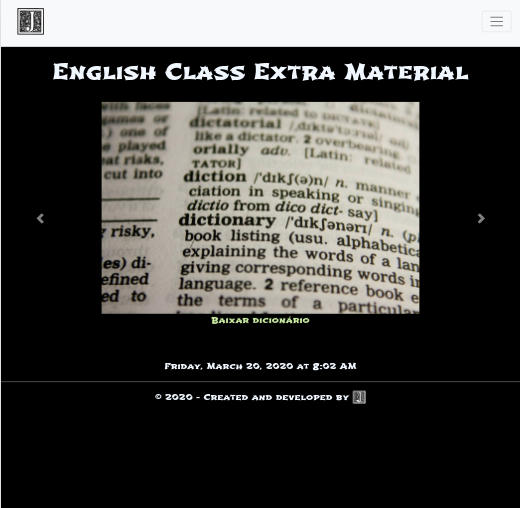 J
English Class Extra Material
with faces
games or
) one of
e played
at risks,
cut into
r risky,
es) di-
efined
ed to
[Latin: related to DICTATE]
dictatorial /ˌdɪktəˈtɔːrɪəl/ adj.
like a dictator. 2 overbearing.
orially adv. [Latin: related
TATOR]
diction /ˈdɪkʃ(ə)n/ n. manner
ciation in speaking or singing
dictio from dico dict- say]
dictionary /ˈdɪkʃənərɪ/ n. (p
book listing (usu. alphabetica
explaining the words of a lan
giving corresponding words in
language. 2 reference book e
the terms of a particular
Baixar dicionário
Friday, March 20, 2020 at 8:02 AM
© 2020 - Created and developed by